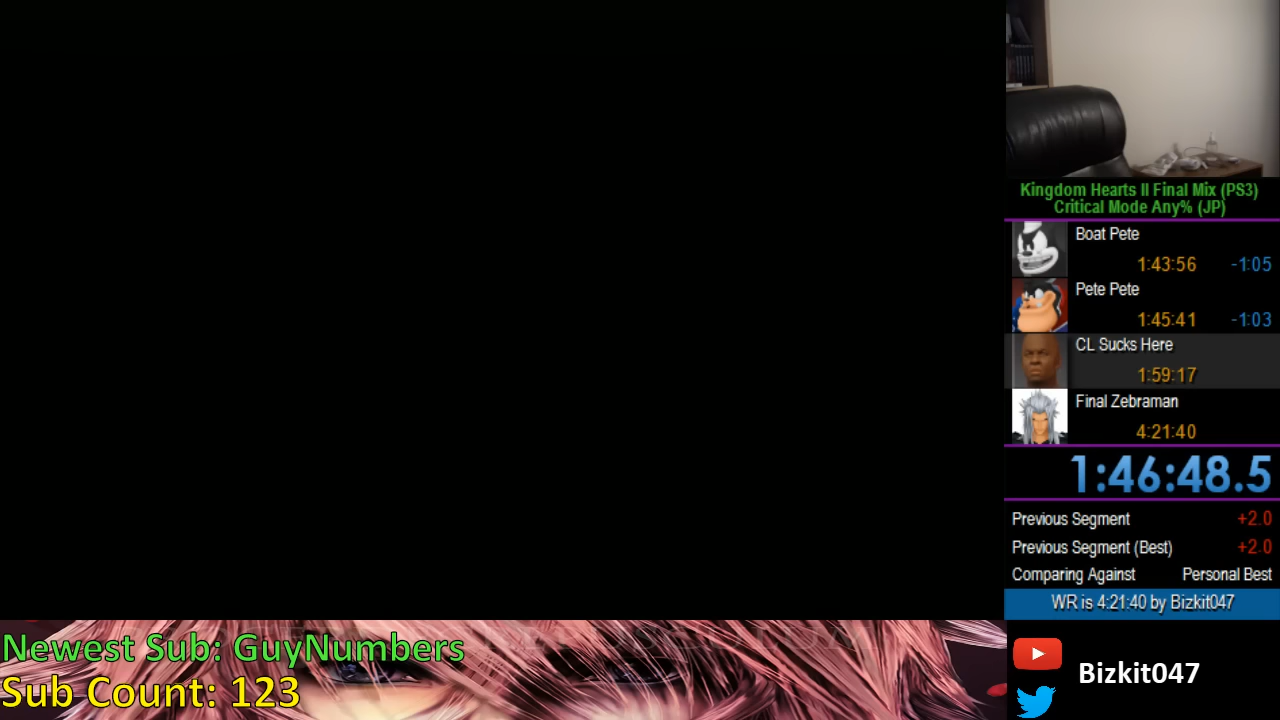 Kingdom Hearts II Final Mix (PS3)
Critical Mode Any% (JP)
Boat Pete
1:43:56 -1:05
Pete Pete
1:45:41 -1:03
CL Sucks Here
1:59:17
Final Zebraman
4:21:40
1:46:48.5
Previous Segment +2.0
Previous Segment (Best) +2.0
Comparing Against Personal Best
WR is 4:21:40 by Bizkit047
Newest Sub: GuyNumbers
Sub Count: 123
Bizkit047